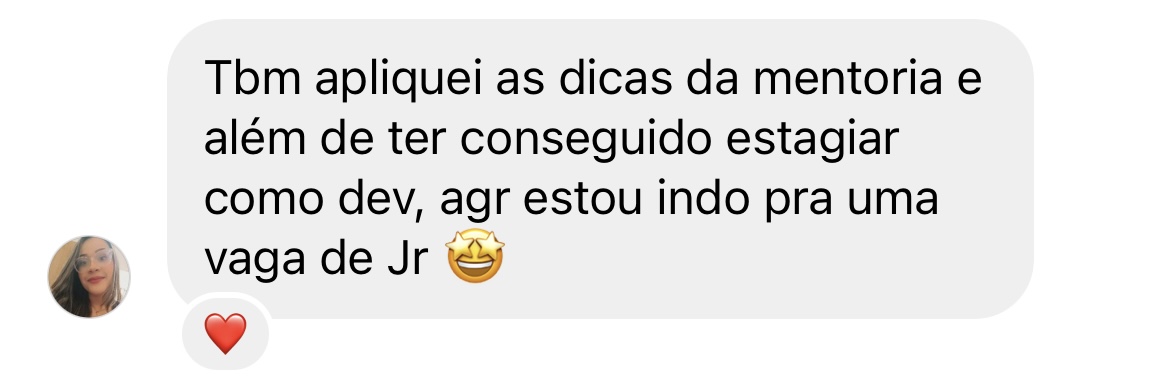 Tbm apliquei as dicas da mentoria e
além de ter conseguido estagiar
como dev, agr estou indo pra uma
vaga de Jr 🤩